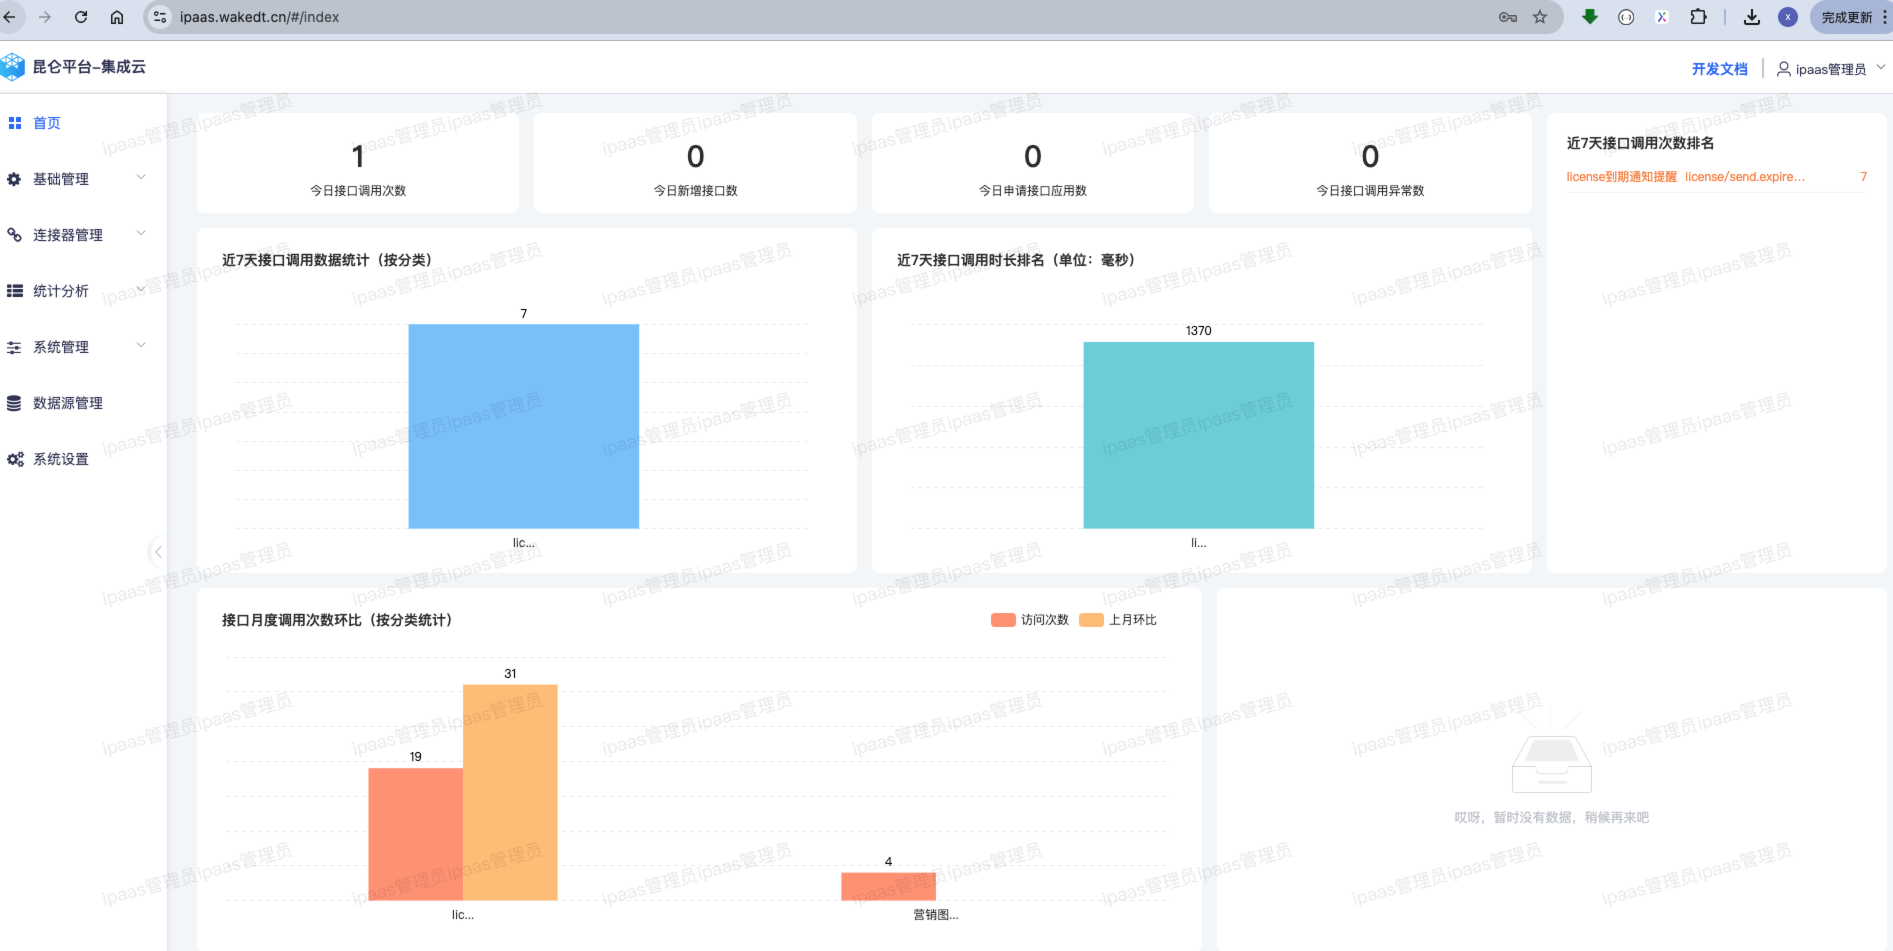 ipaas.wakedt.cn/#/index
x
完成更新
昆仑平台-集成云
开发文档
ipaas管理员
首页
基础管理
连接器管理
统计分析
系统管理
数据源管理
系统设置
1
今日接口调用次数
0
今日新增接口数
0
今日申请接口应用数
0
今日接口调用异常数
近7天接口调用次数排名
license到期通知提醒 license/send.expire... 7
近7天接口调用数据统计（按分类）
7
lic...
近7天接口调用时长排名（单位：毫秒）
1370
li...
接口月度调用次数环比（按分类统计）
访问次数 上月环比
31
19
4
lic...
营销图...
哎呀，暂时没有数据，稍候再来吧
ipaas管理员ipaas管理员